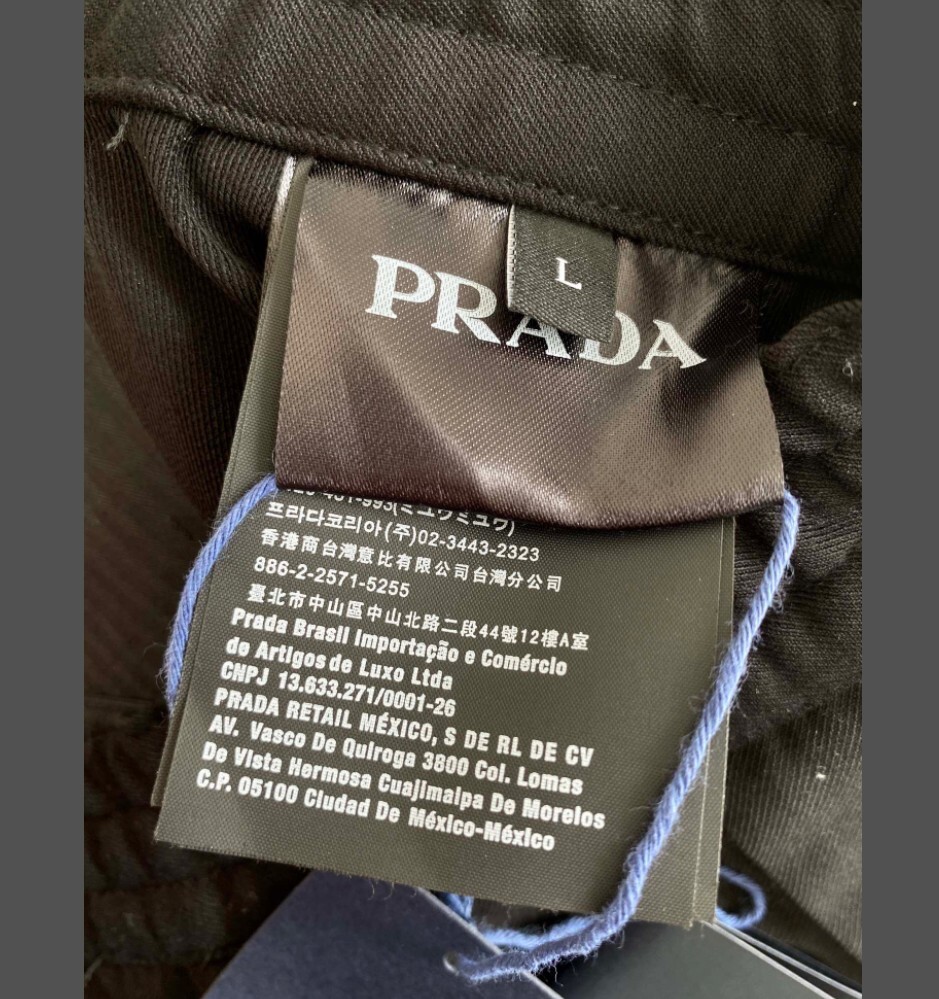 PRADA
L
프라다코리아(주)02-3443-2323
香港商台灣意比有限公司台灣分公司
886-2-2571-5255
臺北市中山區中山北路二段44號12樓A室
Prada Brasil Importação e Comércio
de Artigos de Luxo Ltda
CNPJ 13.633.271/0001-26
PRADA RETAIL MÉXICO, S DE RL DE CV
AV. Vasco De Quiroga 3800 Col. Lomas
De Vista Hermosa Cuajimalpa De Morelos
C.P. 05100 Ciudad De México-México